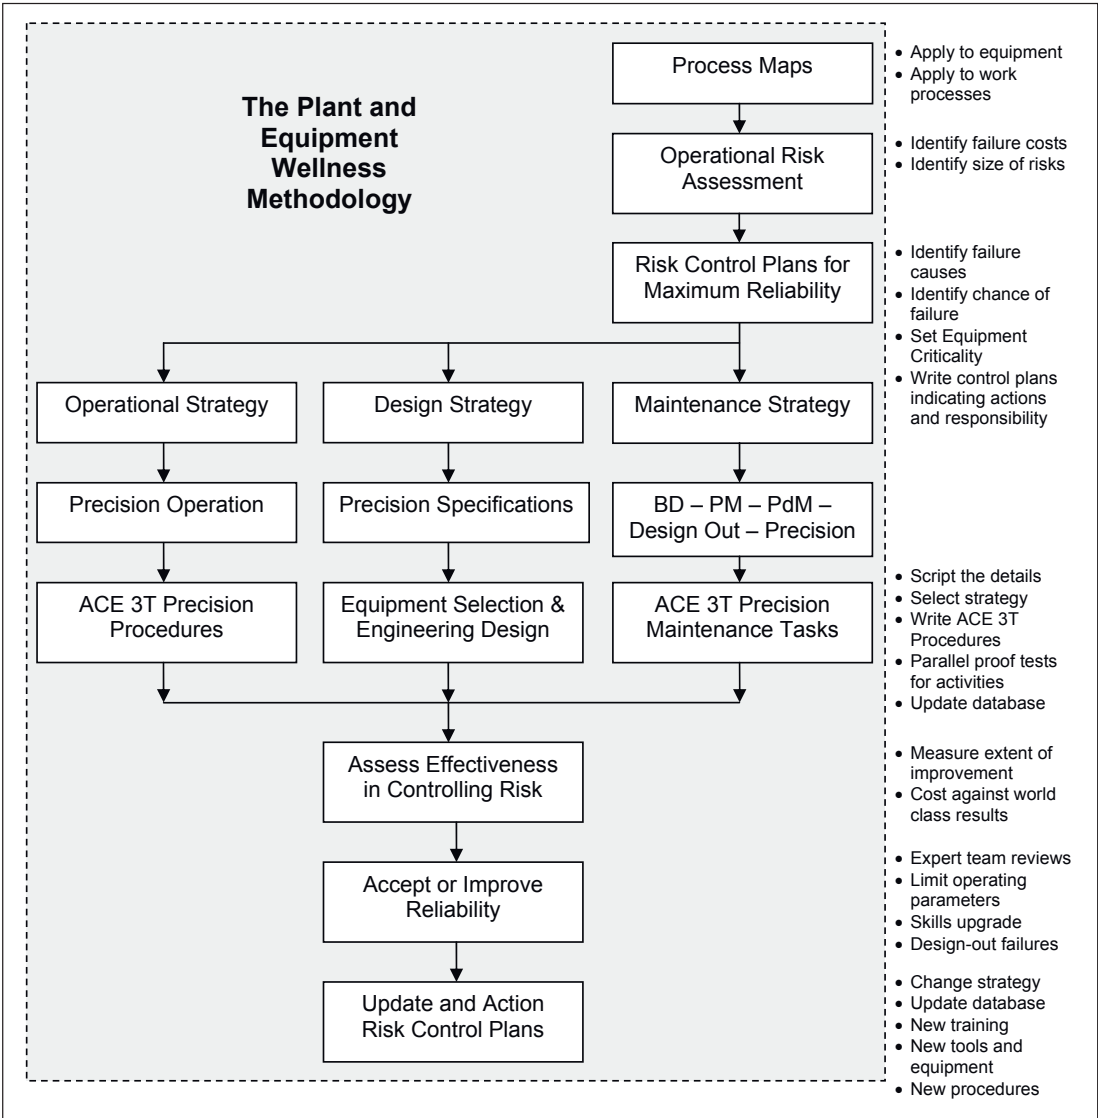 The Plant and
Equipment
Wellness
Methodology
Process Maps
• Apply to equipment
• Apply to work
processes
Operational Risk
Assessment
• Identify failure costs
• Identify size of risks
Risk Control Plans for
Maximum Reliability
• Identify failure
causes
• Identify chance of
failure
• Set Equipment
Criticality
• Write control plans
indicating actions
and responsibility
Operational Strategy
Design Strategy
Maintenance Strategy
Precision Operation
Precision Specifications
BD – PM – PdM –
Design Out – Precision
ACE 3T Precision
Procedures
Equipment Selection &
Engineering Design
ACE 3T Precision
Maintenance Tasks
• Script the details
• Select strategy
• Write ACE 3T
Procedures
• Parallel proof tests
for activities
• Update database
Assess Effectiveness
in Controlling Risk
• Measure extent of
improvement
• Cost against world
class results
Accept or Improve
Reliability
• Expert team reviews
• Limit operating
parameters
• Skills upgrade
• Design-out failures
Update and Action
Risk Control Plans
• Change strategy
• Update database
• New training
• New tools and
equipment
• New procedures